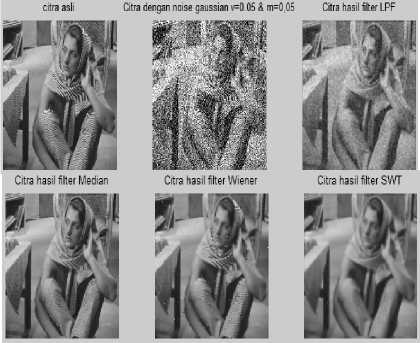 citra asli
Citra dengan noise gaussian v=0.05 & m=0,05
Citra hasil filter LPF
Citra hasil filter Median
Citra hasil filter Wiener
Citra hasil filter SWT